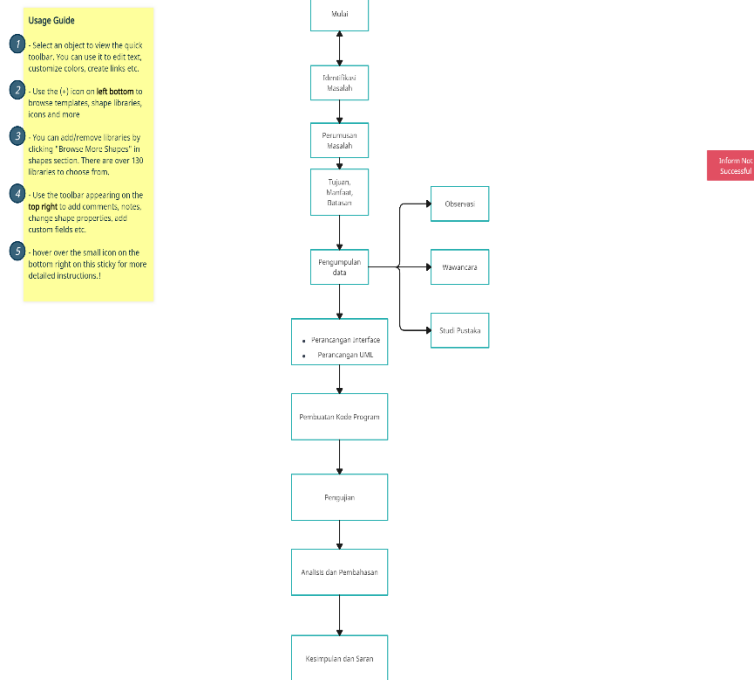 Usage Guide
1
- Select an object to view the quick
toolbar. You can use it to edit text,
customize colors, create links etc.
2
- Use the (+) icon on left bottom to
browse templates, shape libraries,
icons and more
3
- You can add/remove libraries by
clicking "Browse More Shapes" in
shapes section. There are over 130
libraries to choose from.
4
- Use the toolbar appearing on the
top right to add comments, notes,
change shape properties, add
custom fields etc.
5
- hover over the small icon on the
bottom right on this sticky for more
detailed instructions.!
Mulai
Identifikasi
Masalah
Perumusan
Masalah
Tujuan,
Manfaat,
Batasan
Pengumpulan
data
Observasi
Wawancara
Studi Pustaka
• Perancangan Interface
• Perancangan UML
Pembuatan Kode Program
Pengujian
Analisis dan Pembahasan
Kesimpulan dan Saran
Inform Not
Successful